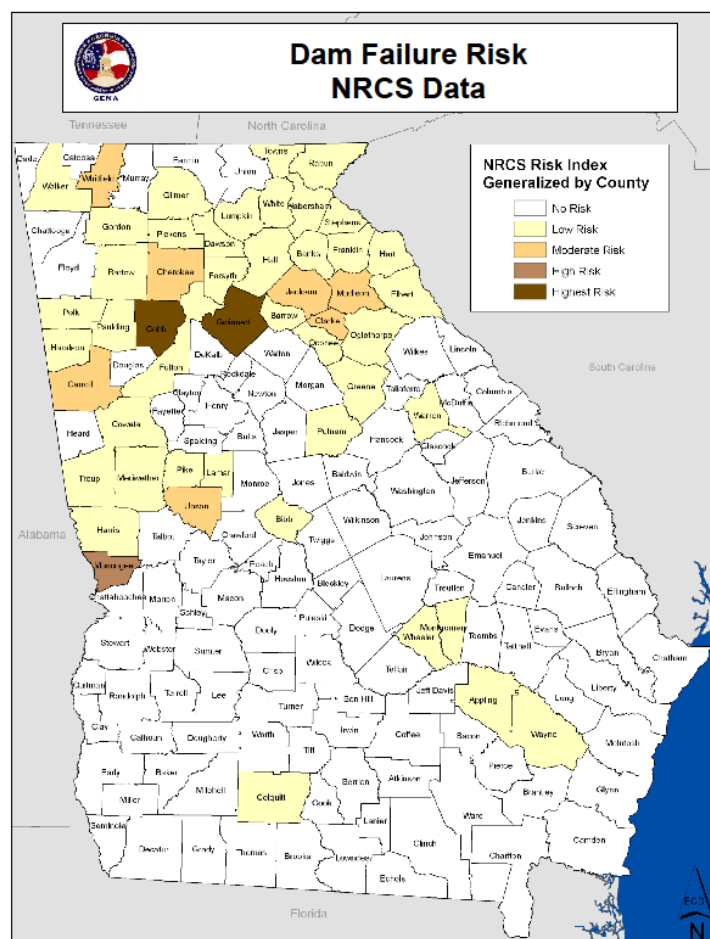 GEMA
Dam Failure Risk
NRCS Data
Tennessee
North Carolina
NRCS Risk Index
Generalized by County
No Risk
Low Risk
Moderate Risk
High Risk
Highest Risk
South Carolina
Alabama
Florida
Dade
Catoosa
Fannin
Towns
Rabun
Walker
Whitfield
Murray
Union
Gilmer
White
Habersham
Lumpkin
Stephens
Chattooga
Gordon
Pickens
Dawson
Banks
Franklin
Hart
Floyd
Bartow
Cherokee
Forsyth
Hall
Jackson
Madison
Elbert
Polk
Paulding
Cobb
Gwinnett
Barrow
Clarke
Oglethorpe
Haralson
Douglas
Fulton
DeKalb
Walton
Oconee
Wilkes
Lincoln
Carroll
Rockdale
Clayton
Newton
Morgan
Greene
Taliaferro
Columbia
McDuffie
Fayette
Henry
Warren
Richmond
Heard
Coweta
Spalding
Butts
Jasper
Putnam
Hancock
Glascock
Troup
Meriwether
Pike
Lamar
Monroe
Jones
Baldwin
Washington
Jefferson
Burke
Harris
Talbot
Crawford
Bibb
Wilkinson
Twiggs
Johnson
Jenkins
Screven
Muscogee
Taylor
Peach
Houston
Bleckley
Laurens
Emanuel
Treutlen
Candler
Bulloch
Effingham
Chattahoochee
Marion
Macon
Schley
Pulaski
Dodge
Wheeler
Montgomery
Toombs
Tattnall
Evans
Bryan
Chatham
Stewart
Webster
Sumter
Dooly
Crisp
Wilcox
Telfair
Quitman
Randolph
Terrell
Lee
Turner
Ben Hill
Jeff Davis
Appling
Long
Liberty
Wayne
Clay
Calhoun
Dougherty
Worth
Tift
Irwin
Coffee
Bacon
McIntosh
Early
Baker
Mitchell
Colquitt
Cook
Berrien
Atkinson
Pierce
Brantley
Glynn
Miller
Lanier
Ware
Camden
Seminole
Decatur
Grady
Thomas
Brooks
Lowndes
Echols
Clinch
Charlton
N